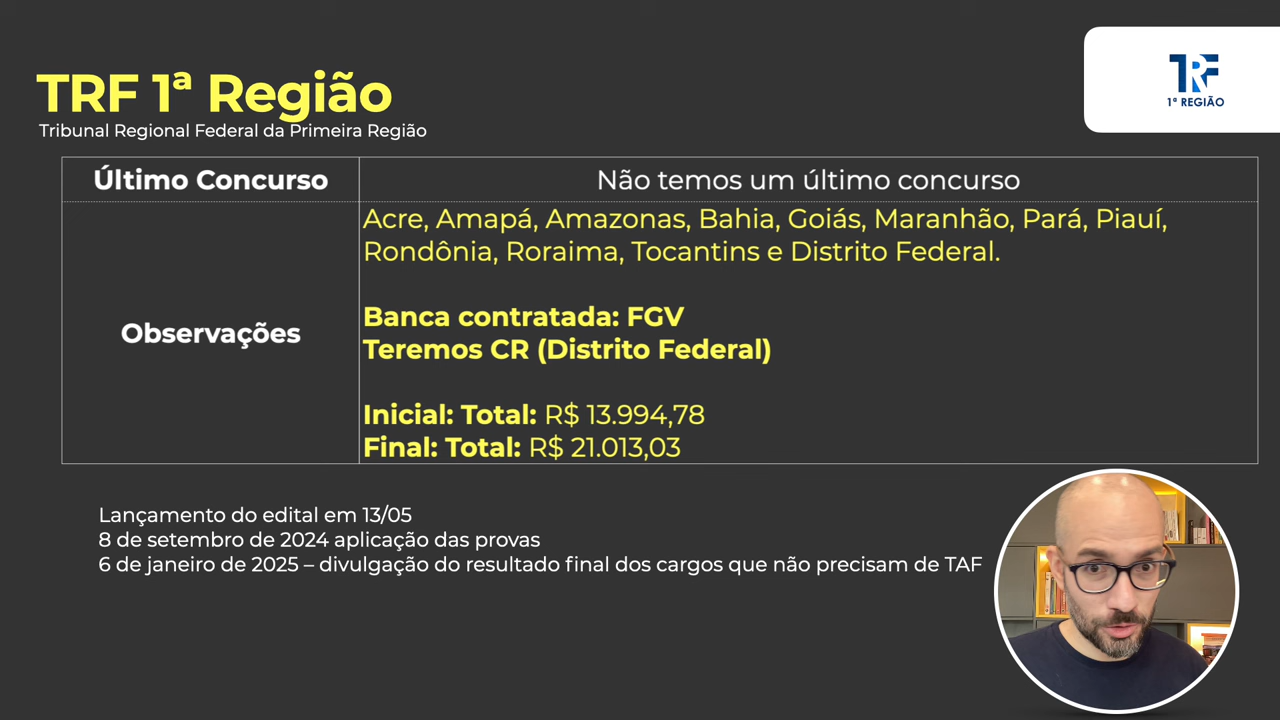 TRF 1ª Região
Tribunal Regional Federal da Primeira Região
TRF
1ª REGIÃO
Último Concurso
Não temos um último concurso
Observações
Acre, Amapá, Amazonas, Bahia, Goiás, Maranhão, Pará, Piauí,
Rondônia, Roraima, Tocantins e Distrito Federal.
Banca contratada: FGV
Teremos CR (Distrito Federal)
Inicial: Total: R$ 13.994,78
Final: Total: R$ 21.013,03
Lançamento do edital em 13/05
8 de setembro de 2024 aplicação das provas
6 de janeiro de 2025 – divulgação do resultado final dos cargos que não precisam de TAF